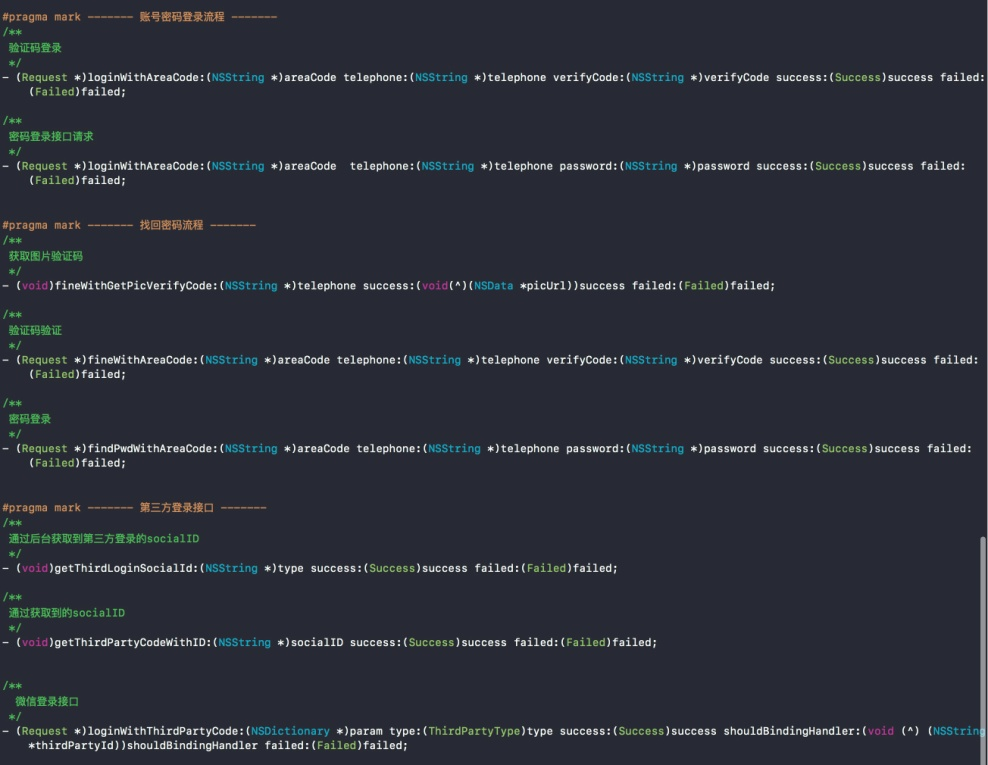 #pragma mark ------- 账号密码登录流程 -------
/**
 验证码登录
 */
- (Request *)loginWithAreaCode:(NSString *)areaCode telephone:(NSString *)telephone verifyCode:(NSString *)verifyCode success:(Success)success failed:
    (Failed)failed;
/**
 密码登录接口请求
 */
- (Request *)loginWithAreaCode:(NSString *)areaCode  telephone:(NSString *)telephone password:(NSString *)password success:(Success)success failed:
    (Failed)failed;
#pragma mark ------- 找回密码流程 -------
/**
 获取图片验证码
 */
- (void)fineWithGetPicVerifyCode:(NSString *)telephone success:(void(^)(NSData *picUrl))success failed:(Failed)failed;
/**
 验证码验证
 */
- (Request *)fineWithAreaCode:(NSString *)areaCode telephone:(NSString *)telephone verifyCode:(NSString *)verifyCode success:(Success)success failed:
    (Failed)failed;
/**
 密码登录
 */
- (Request *)findPwdWithAreaCode:(NSString *)areaCode telephone:(NSString *)telephone password:(NSString *)password success:(Success)success failed:
    (Failed)failed;
#pragma mark ------- 第三方登录接口 -------
/**
 通过后台获取到第三方登录的socialID
 */
- (void)getThirdLoginSocialId:(NSString *)type success:(Success)success failed:(Failed)failed;
/**
 通过获取到的socialID
 */
- (void)getThirdPartyCodeWithID:(NSString *)socialID success:(Success)success failed:(Failed)failed;
/**
  微信登录接口
 */
- (Request *)loginWithThirdPartyCode:(NSDictionary *)param type:(ThirdPartyType)type success:(Success)success shouldBindingHandler:(void (^) (NSString
    *thirdPartyId))shouldBindingHandler failed:(Failed)failed;